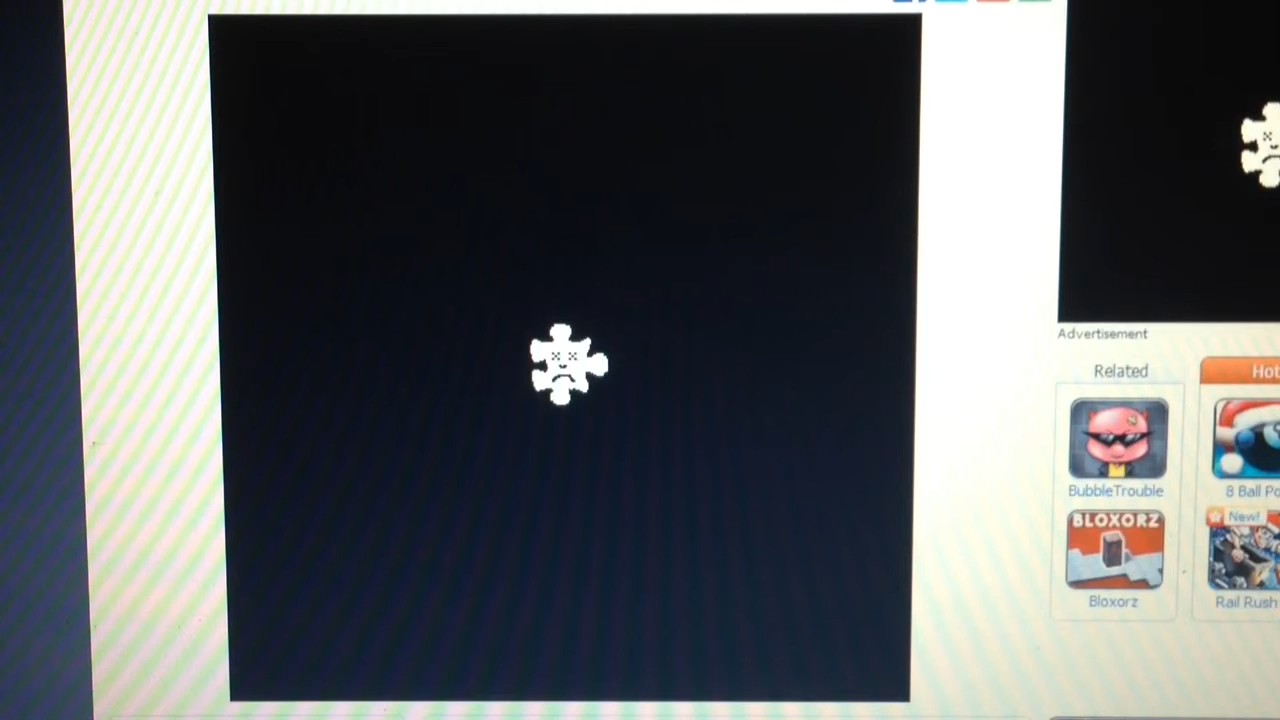 Advertisement
Related
Hot
BubbleTrouble
8 Ball Po
BLOXORZ
New!
Bloxorz
Rail Rush